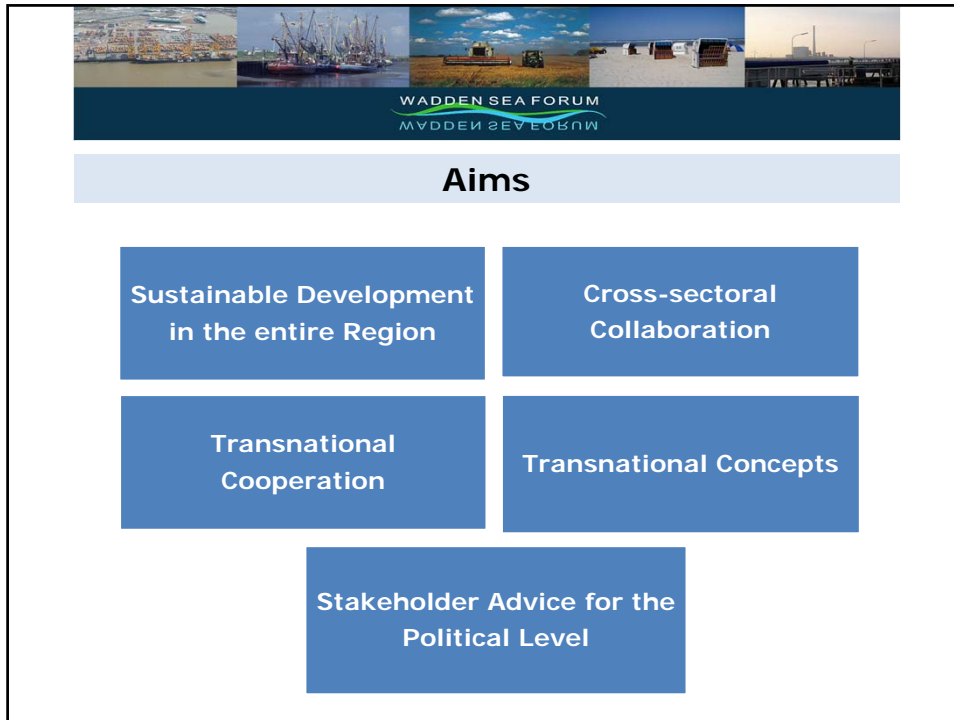 WADDEN SEA FORUM
WADDEN SEA FORUM
Aims
Sustainable Development
in the entire Region
Cross-sectoral
Collaboration
Transnational
Cooperation
Transnational Concepts
Stakeholder Advice for the
Political Level